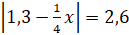 |1,3 − 1/4 x| = 2,6